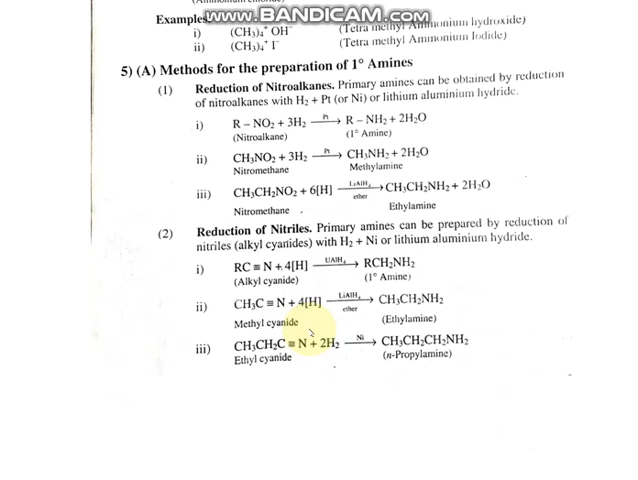 (Ammonium chloride)
WWW.BANDICAM.COM
Examples
i) (CH₃)₄⁺ OH⁻ (Tetra methyl Ammonium hydroxide)
ii) (CH₃)₄⁺ I⁻ (Tetra methyl Ammonium Iodide)
5) (A) Methods for the preparation of 1° Amines
(1) Reduction of Nitroalkanes. Primary amines can be obtained by reduction
of nitroalkanes with H₂ + Pt (or Ni) or lithium aluminium hydride.
i) R – NO₂ + 3H₂ —Pt→ R – NH₂ + 2H₂O
(Nitroalkane) (1° Amine)
ii) CH₃NO₂ + 3H₂ —Pt→ CH₃NH₂ + 2H₂O
Nitromethane Methylamine
iii) CH₃CH₂NO₂ + 6[H] —LiAlH₄ ether→ CH₃CH₂NH₂ + 2H₂O
Nitromethane . Ethylamine
(2) Reduction of Nitriles. Primary amines can be prepared by reduction of
nitriles (alkyl cyanides) with H₂ + Ni or lithium aluminium hydride.
i) RC ≡ N + 4[H] —LiAlH₄→ RCH₂NH₂
(Alkyl cyanide) (1° Amine)
ii) CH₃C ≡ N + 4[H] —LiAlH₄ ether→ CH₃CH₂NH₂
Methyl cyanide (Ethylamine)
iii) CH₃CH₂C ≡ N + 2H₂ —Ni→ CH₃CH₂CH₂NH₂
Ethyl cyanide (n-Propylamine)